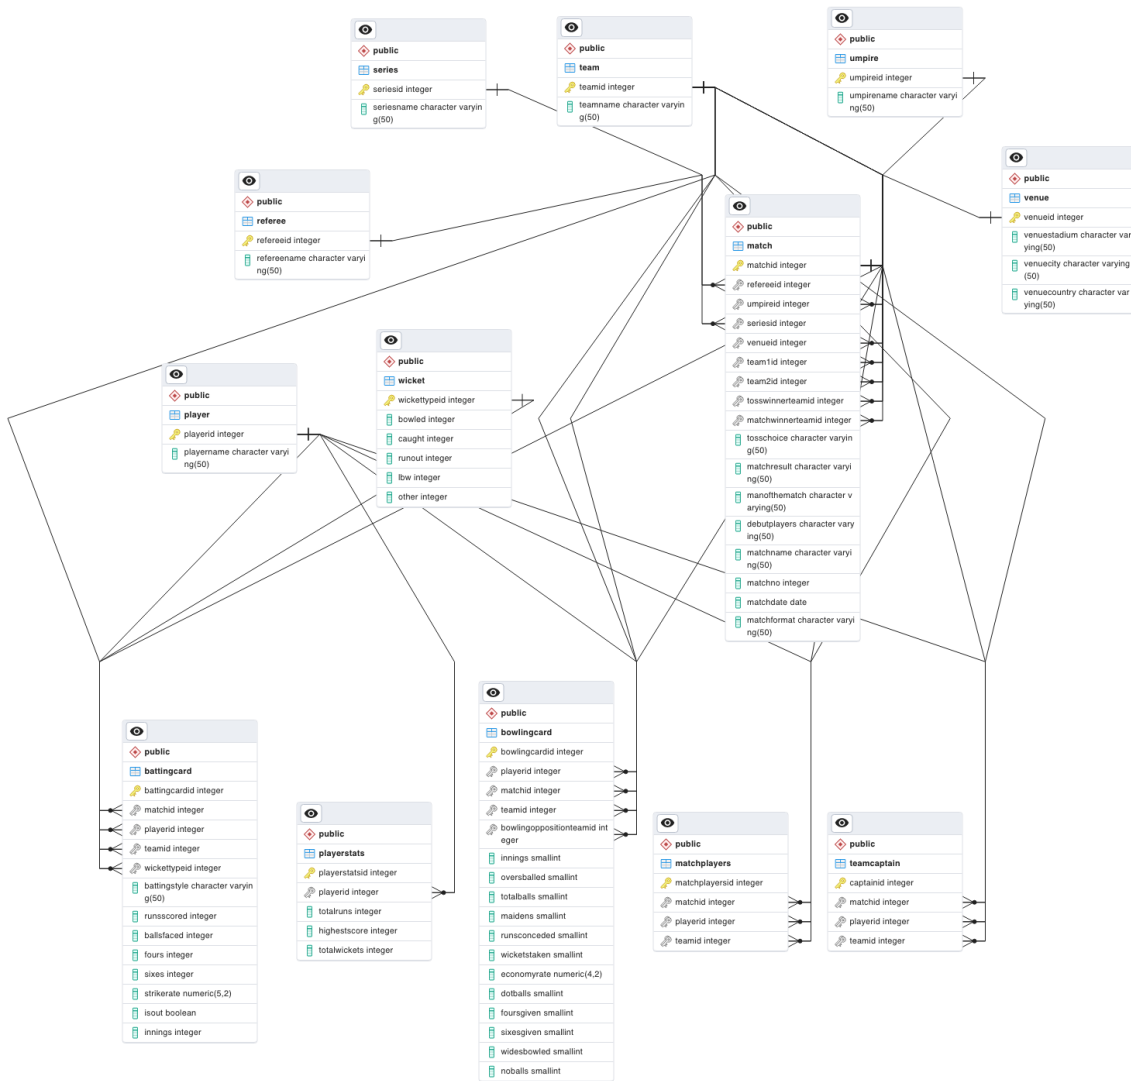 public
series
seriesid integer
seriesname character varyin
g(50)
public
team
teamid integer
teamname character varyin
g(50)
public
umpire
umpireid integer
umpirename character varyi
ng(50)
public
referee
refereeid integer
refereename character varyi
ng(50)
public
venue
venueid integer
venuestadium character var
ying(50)
venuecity character varying
(50)
venuecountry character var
ying(50)
public
match
matchid integer
refereeid integer
umpireid integer
seriesid integer
venueid integer
team1id integer
team2id integer
tosswinnerteamid integer
matchwinnerteamid integer
tosschoice character varyin
g(50)
matchresult character varyi
ng(50)
manofthematch character v
arying(50)
debutplayers character vary
ing(50)
matchname character varyi
ng(50)
matchno integer
matchdate date
matchformat character varyi
ng(50)
public
player
playerid integer
playername character varyi
ng(50)
public
wicket
wickettypeid integer
bowled integer
caught integer
runout integer
lbw integer
other integer
public
battingcard
battingcardid integer
matchid integer
playerid integer
teamid integer
wickettypeid integer
battingstyle character varyin
g(50)
runsscored integer
ballsfaced integer
fours integer
sixes integer
strikerate numeric(5,2)
isout boolean
innings integer
public
playerstats
playerstatsid integer
playerid integer
totalruns integer
highestscore integer
totalwickets integer
public
bowlingcard
bowlingcardid integer
playerid integer
matchid integer
teamid integer
bowlingoppositionteamid int
eger
innings smallint
oversballed smallint
totalballs smallint
maidens smallint
runsconceded smallint
wicketstaken smallint
economyrate numeric(4,2)
dotballs smallint
foursgiven smallint
sixesgiven smallint
widesbowled smallint
noballs smallint
public
matchplayers
matchplayersid integer
matchid integer
playerid integer
teamid integer
public
teamcaptain
captainid integer
matchid integer
playerid integer
teamid integer